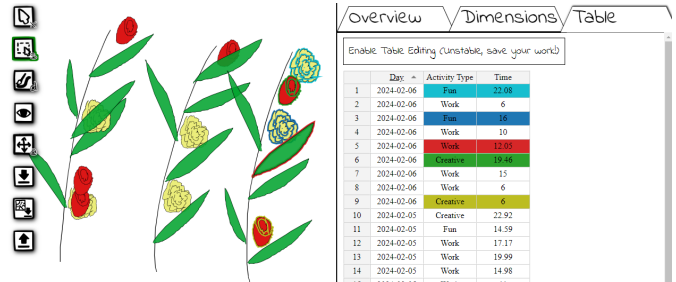 Overview Dimensions Table
Enable Table Editing (Unstable, save your work!)
Day Activity Type Time
1 2024-02-06 Fun 22.08
2 2024-02-06 Work 6
3 2024-02-06 Fun 16
4 2024-02-06 Work 10
5 2024-02-06 Work 12.05
6 2024-02-06 Creative 19.46
7 2024-02-06 Work 15
8 2024-02-06 Work 6
9 2024-02-06 Creative 6
10 2024-02-05 Creative 22.92
11 2024-02-05 Fun 14.59
12 2024-02-05 Work 17.17
13 2024-02-05 Work 19.99
14 2024-02-05 Work 14.98